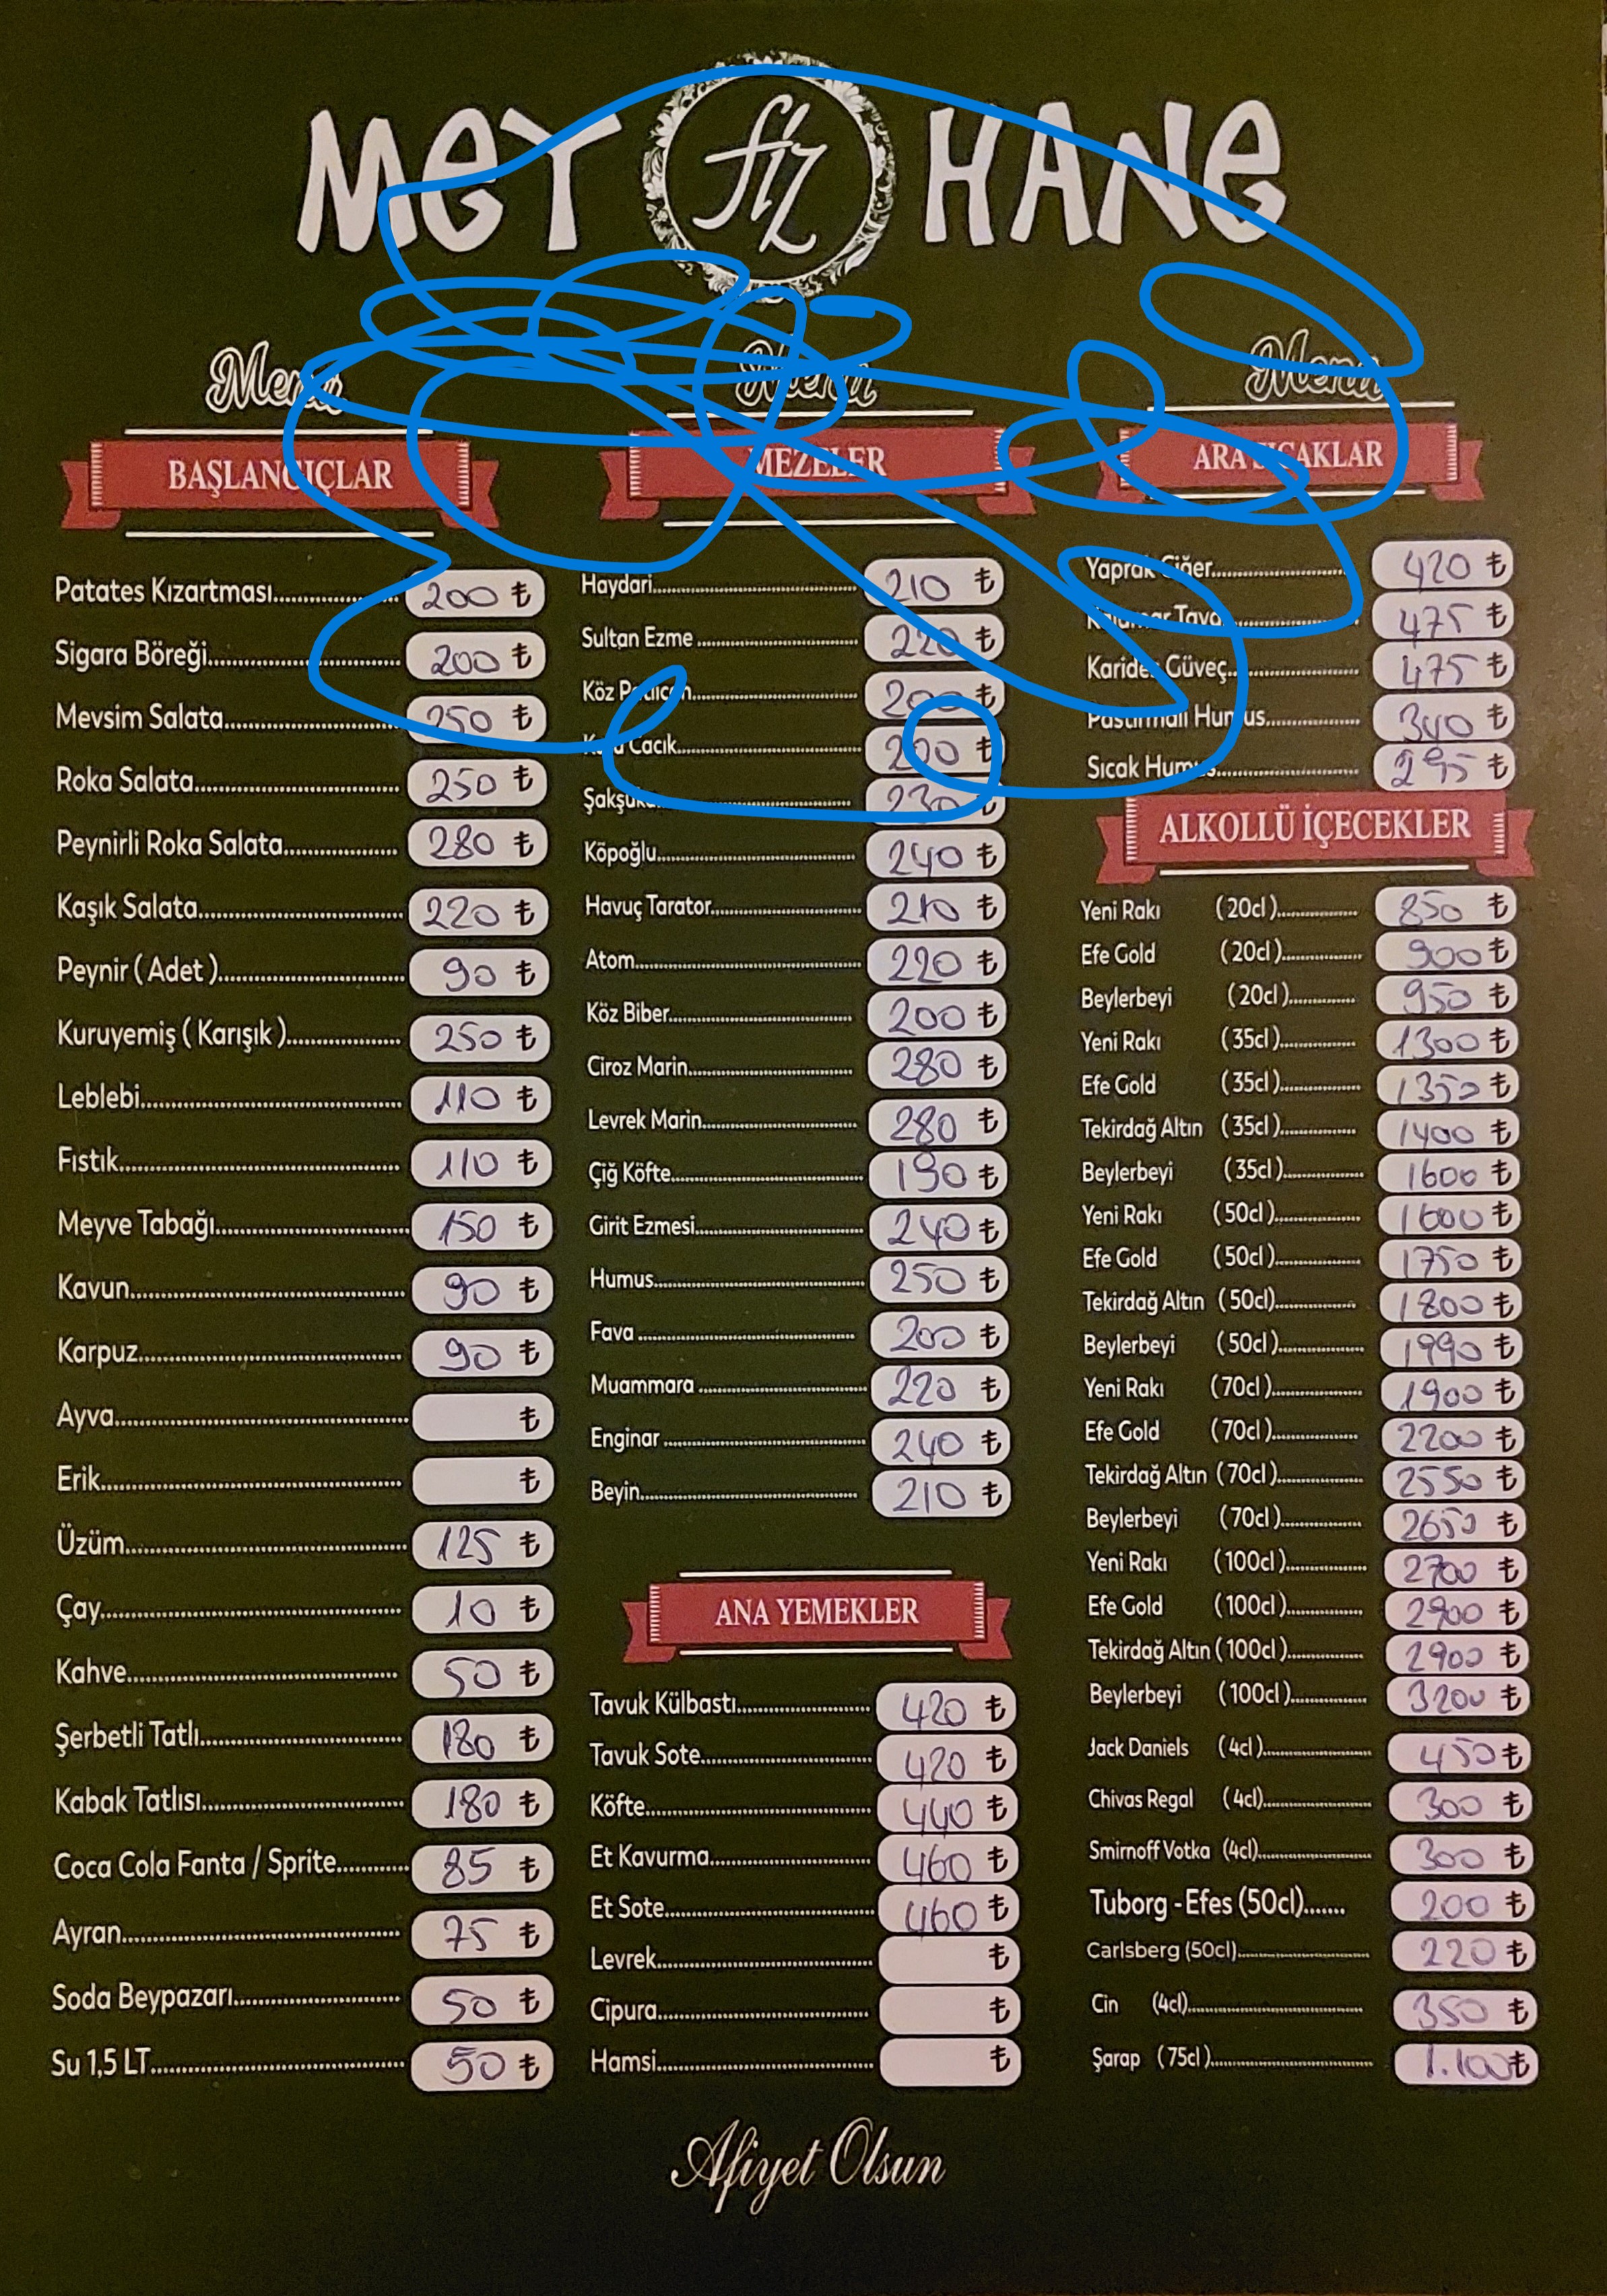 MEYHANE
fiz
Menu
BAŞLANGIÇLAR
Patates Kızartması 200 ₺
Sigara Böreği 200 ₺
Mevsim Salata 250 ₺
Roka Salata 250 ₺
Peynirli Roka Salata 280 ₺
Kaşık Salata 220 ₺
Peynir ( Adet ) 90 ₺
Kuruyemiş ( Karışık ) 250 ₺
Leblebi 110 ₺
Fıstık 110 ₺
Meyve Tabağı 150 ₺
Kavun 90 ₺
Karpuz 90 ₺
Ayva ₺
Erik ₺
Üzüm 125 ₺
Çay 10 ₺
Kahve 50 ₺
Şerbetli Tatlı 180 ₺
Kabak Tatlısı 180 ₺
Coca Cola Fanta / Sprite 85 ₺
Ayran 75 ₺
Soda Beypazarı 50 ₺
Su 1,5 LT 50 ₺
Menu
MEZELER
Haydari 210 ₺
Sultan Ezme 220 ₺
Köz Patlıcan 200 ₺
Cacık 200 ₺
Şakşuka 230 ₺
Köpoğlu 240 ₺
Havuç Tarator 210 ₺
Atom 220 ₺
Köz Biber 200 ₺
Ciroz Marin 280 ₺
Levrek Marin 280 ₺
Çiğ Köfte 190 ₺
Girit Ezmesi 240 ₺
Humus 250 ₺
Fava 200 ₺
Muammara 220 ₺
Enginar 240 ₺
Beyin 210 ₺
ANA YEMEKLER
Tavuk Külbastı 420 ₺
Tavuk Sote 420 ₺
Köfte 440 ₺
Et Kavurma 460 ₺
Et Sote 460 ₺
Levrek ₺
Cipura ₺
Hamsi ₺
Menu
ARA SICAKLAR
Yaprak Ciğer 420 ₺
Kalamar Tava 475 ₺
Karides Güveç 475 ₺
Pastırmalı Humus 340 ₺
Sıcak Humus 295 ₺
ALKOLLÜ İÇECEKLER
Yeni Rakı (20cl) 850 ₺
Efe Gold (20cl) 900 ₺
Beylerbeyi (20cl) 950 ₺
Yeni Rakı (35cl) 1300 ₺
Efe Gold (35cl) 1350 ₺
Tekirdağ Altın (35cl) 1400 ₺
Beylerbeyi (35cl) 1600 ₺
Yeni Rakı (50cl) 1600 ₺
Efe Gold (50cl) 1750 ₺
Tekirdağ Altın (50cl) 1800 ₺
Beylerbeyi (50cl) 1990 ₺
Yeni Rakı (70cl) 1900 ₺
Efe Gold (70cl) 2200 ₺
Tekirdağ Altın (70cl) 2550 ₺
Beylerbeyi (70cl) 2650 ₺
Yeni Rakı (100cl) 2700 ₺
Efe Gold (100cl) 2900 ₺
Tekirdağ Altın (100cl) 2900 ₺
Beylerbeyi (100cl) 3200 ₺
Jack Daniels (4cl) 450 ₺
Chivas Regal (4cl) 300 ₺
Smirnoff Votka (4cl) 300 ₺
Tuborg - Efes (50cl) 200 ₺
Carlsberg (50cl) 220 ₺
Cin (4cl) 350 ₺
Şarap (75cl) 1.100 ₺
Afiyet Olsun